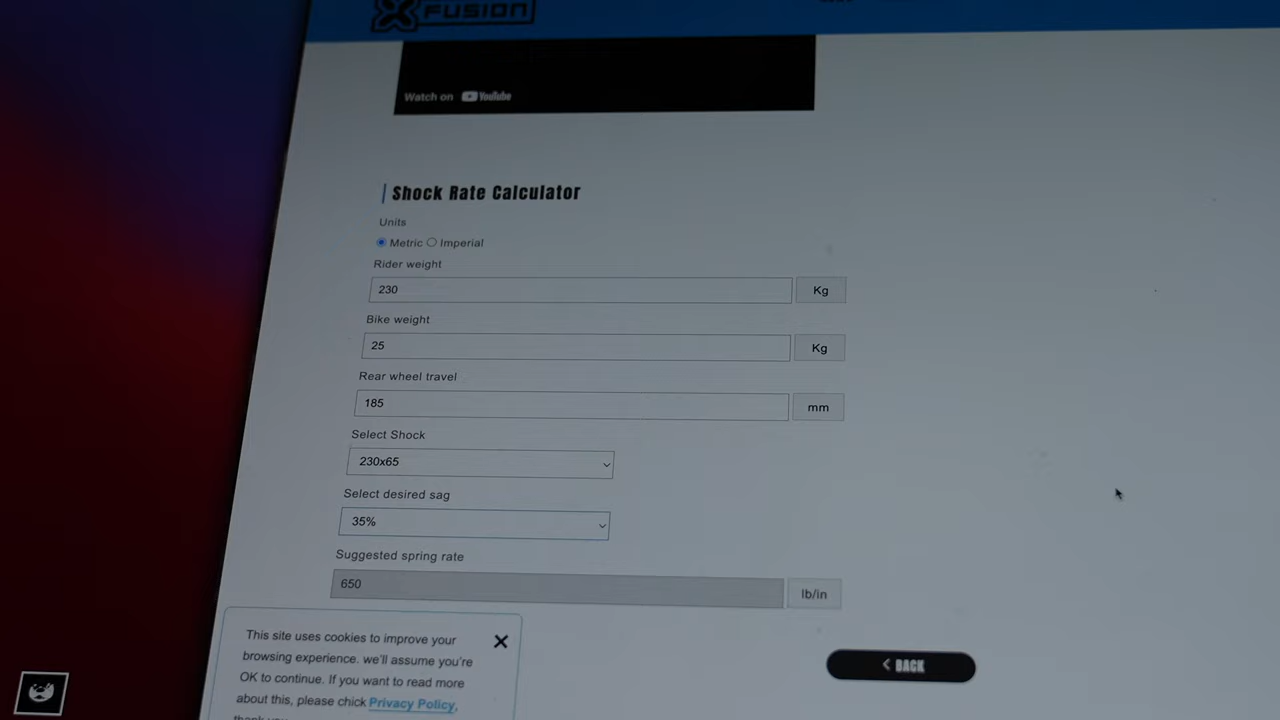 FUSION
Watch on YouTube
Shock Rate Calculator
Units
Metric Imperial
Rider weight
230 Kg
Bike weight
25 Kg
Rear wheel travel
185 mm
Select Shock
230x65
Select desired sag
35%
Suggested spring rate
650 lb/in
This site uses cookies to improve your
browsing experience. we'll assume you're
OK to continue. If you want to read more
about this, please chick Privacy Policy,
BACK